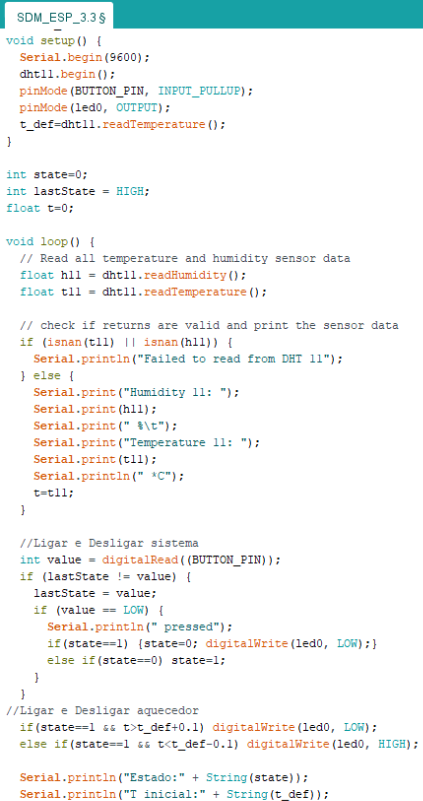 SDM_ESP_3.3 §
void setup() {
  Serial.begin(9600);
  dht11.begin();
  pinMode(BUTTON_PIN, INPUT_PULLUP);
  pinMode(led0, OUTPUT);
  t_def=dht11.readTemperature();
}

int state=0;
int lastState = HIGH;
float t=0;

void loop() {
  // Read all temperature and humidity sensor data
  float h11 = dht11.readHumidity();
  float t11 = dht11.readTemperature();

  // check if returns are valid and print the sensor data
  if (isnan(t11) || isnan(h11)) {
    Serial.println("Failed to read from DHT 11");
  } else {
    Serial.print("Humidity 11: ");
    Serial.print(h11);
    Serial.print(" %\t");
    Serial.print("Temperature 11: ");
    Serial.print(t11);
    Serial.println(" *C");
    t=t11;
  }

  //Ligar e Desligar sistema
  int value = digitalRead((BUTTON_PIN));
  if (lastState != value) {
    lastState = value;
    if (value == LOW) {
      Serial.println(" pressed");
      if(state==1) {state=0; digitalWrite(led0, LOW);}
      else if(state==0) state=1;
    }
  }
//Ligar e Desligar aquecedor
  if(state==1 && t>t_def+0.1) digitalWrite(led0, LOW);
  else if(state==1 && t<t_def-0.1) digitalWrite(led0, HIGH);

  Serial.println("Estado:" + String(state));
  Serial.println("T inicial:" + String(t_def));